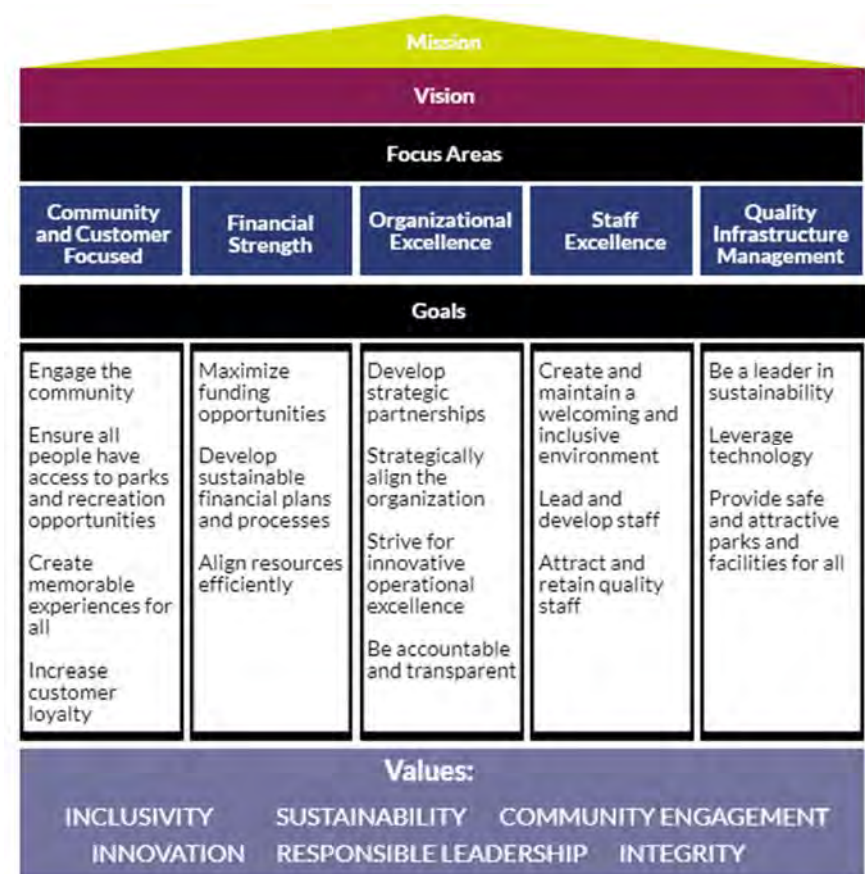 Mission
Vision
Focus Areas
Community
and Customer
Focused
Financial
Strength
Organizational
Excellence
Staff
Excellence
Quality
Infrastructure
Management
Goals
Engage the
community
Ensure all
people have
access to parks
and recreation
opportunities
Create
memorable
experiences for
all
Increase
customer
loyalty
Maximize
funding
opportunities
Develop
sustainable
financial plans
and processes
Align resources
efficiently
Develop
strategic
partnerships
Strategically
align the
organization
Strive for
innovative
operational
excellence
Be accountable
and transparent
Create and
maintain a
welcoming and
inclusive
environment
Lead and
develop staff
Attract and
retain quality
staff
Be a leader in
sustainability
Leverage
technology
Provide safe
and attractive
parks and
facilities for all
Values:
INCLUSIVITY SUSTAINABILITY COMMUNITY ENGAGEMENT
INNOVATION RESPONSIBLE LEADERSHIP INTEGRITY